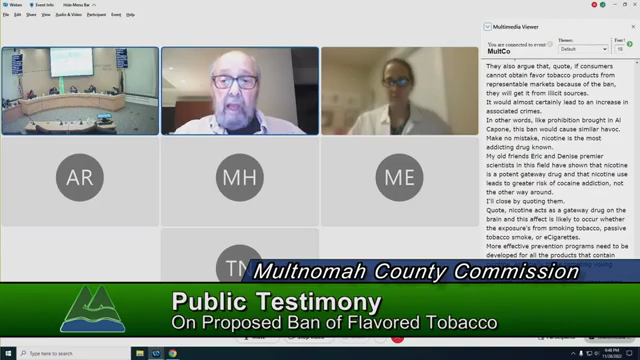 Webex
Event Info
Hide Menu Bar
File Edit Share View Audio & Video Participant Event Help
Multimedia Viewer
You are connected to event:
MultCo
Themes:
Default
18
They also argue that, quote, if consumers
cannot obtain favor tobacco products from
representable markets because of the ban,
they will get it from illicit sources.
It would almost certainly lead to an increase in
associated crimes.
In other words, like prohibition brought in Al
Capone, this ban would cause similar havoc.
Make no mistake, nicotine is the most
addicting drug known.
My old friends Eric and Denise premier
scientists in this field have shown that nicotine
is a potent gateway drug and that nicotine use
leads to greater risk of cocaine addiction, not
the other way around.
I'll close by quoting them.
Quote, nicotine acts as a gateway drug on the
brain and this affect is likely to occur whether
the exposure's from smoking tobacco, passive
tobacco smoke, or eCigarettes.
More effective prevention programs need to be
developed for all the products that contain
AR
MH
ME
TN
Multnomah County Commission
Public Testimony
On Proposed Ban of Flavored Tobacco
Type here to search